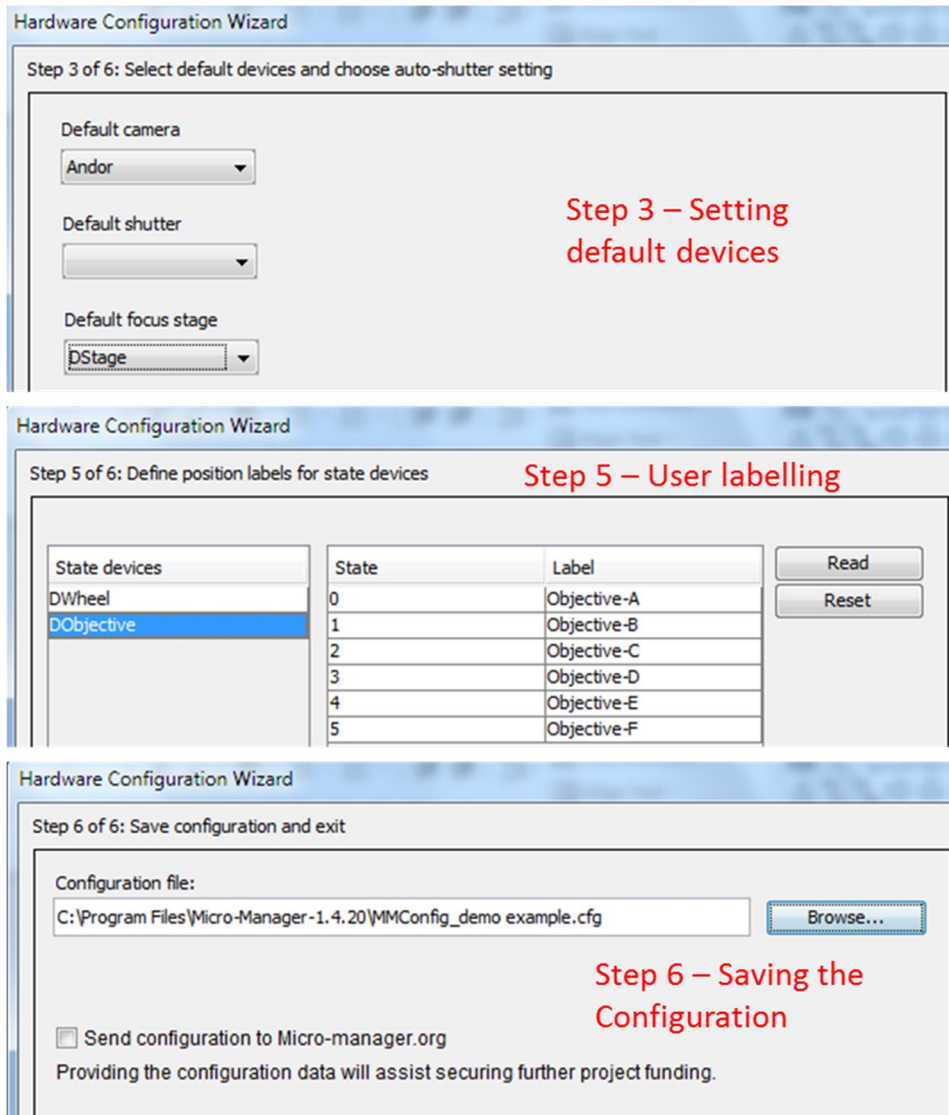 Hardware Configuration Wizard
Step 3 of 6: Select default devices and choose auto-shutter setting
Default camera
Andor
Default shutter
Default focus stage
DStage
Step 3 – Setting
default devices
Hardware Configuration Wizard
Step 5 of 6: Define position labels for state devices
Step 5 – User labelling
State devices
DWheel
DObjective
State Label
0 Objective-A
1 Objective-B
2 Objective-C
3 Objective-D
4 Objective-E
5 Objective-F
Read
Reset
Hardware Configuration Wizard
Step 6 of 6: Save configuration and exit
Configuration file:
C:\Program Files\Micro-Manager-1.4.20\MMConfig_demo example.cfg
Browse...
Step 6 – Saving the
Configuration
Send configuration to Micro-manager.org
Providing the configuration data will assist securing further project funding.